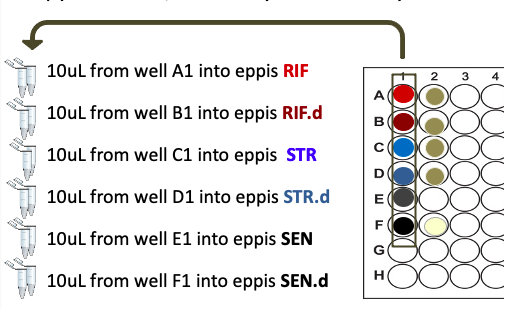 10uL from well A1 into eppis RIF
10uL from well B1 into eppis RIF.d
10uL from well C1 into eppis STR
10uL from well D1 into eppis STR.d
10uL from well E1 into eppis SEN
10uL from well F1 into eppis SEN.d
1 2 3 4
A
B
C
D
E
F
G
H